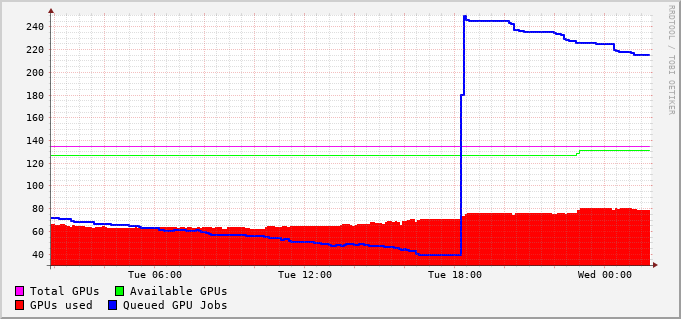 240
220
200
180
160
140
120
100
80
60
40
Tue 06:00 Tue 12:00 Tue 18:00 Wed 00:00
Total GPUs Available GPUs
GPUs used Queued GPU Jobs
RRDTOOL / TOBI OETIKER